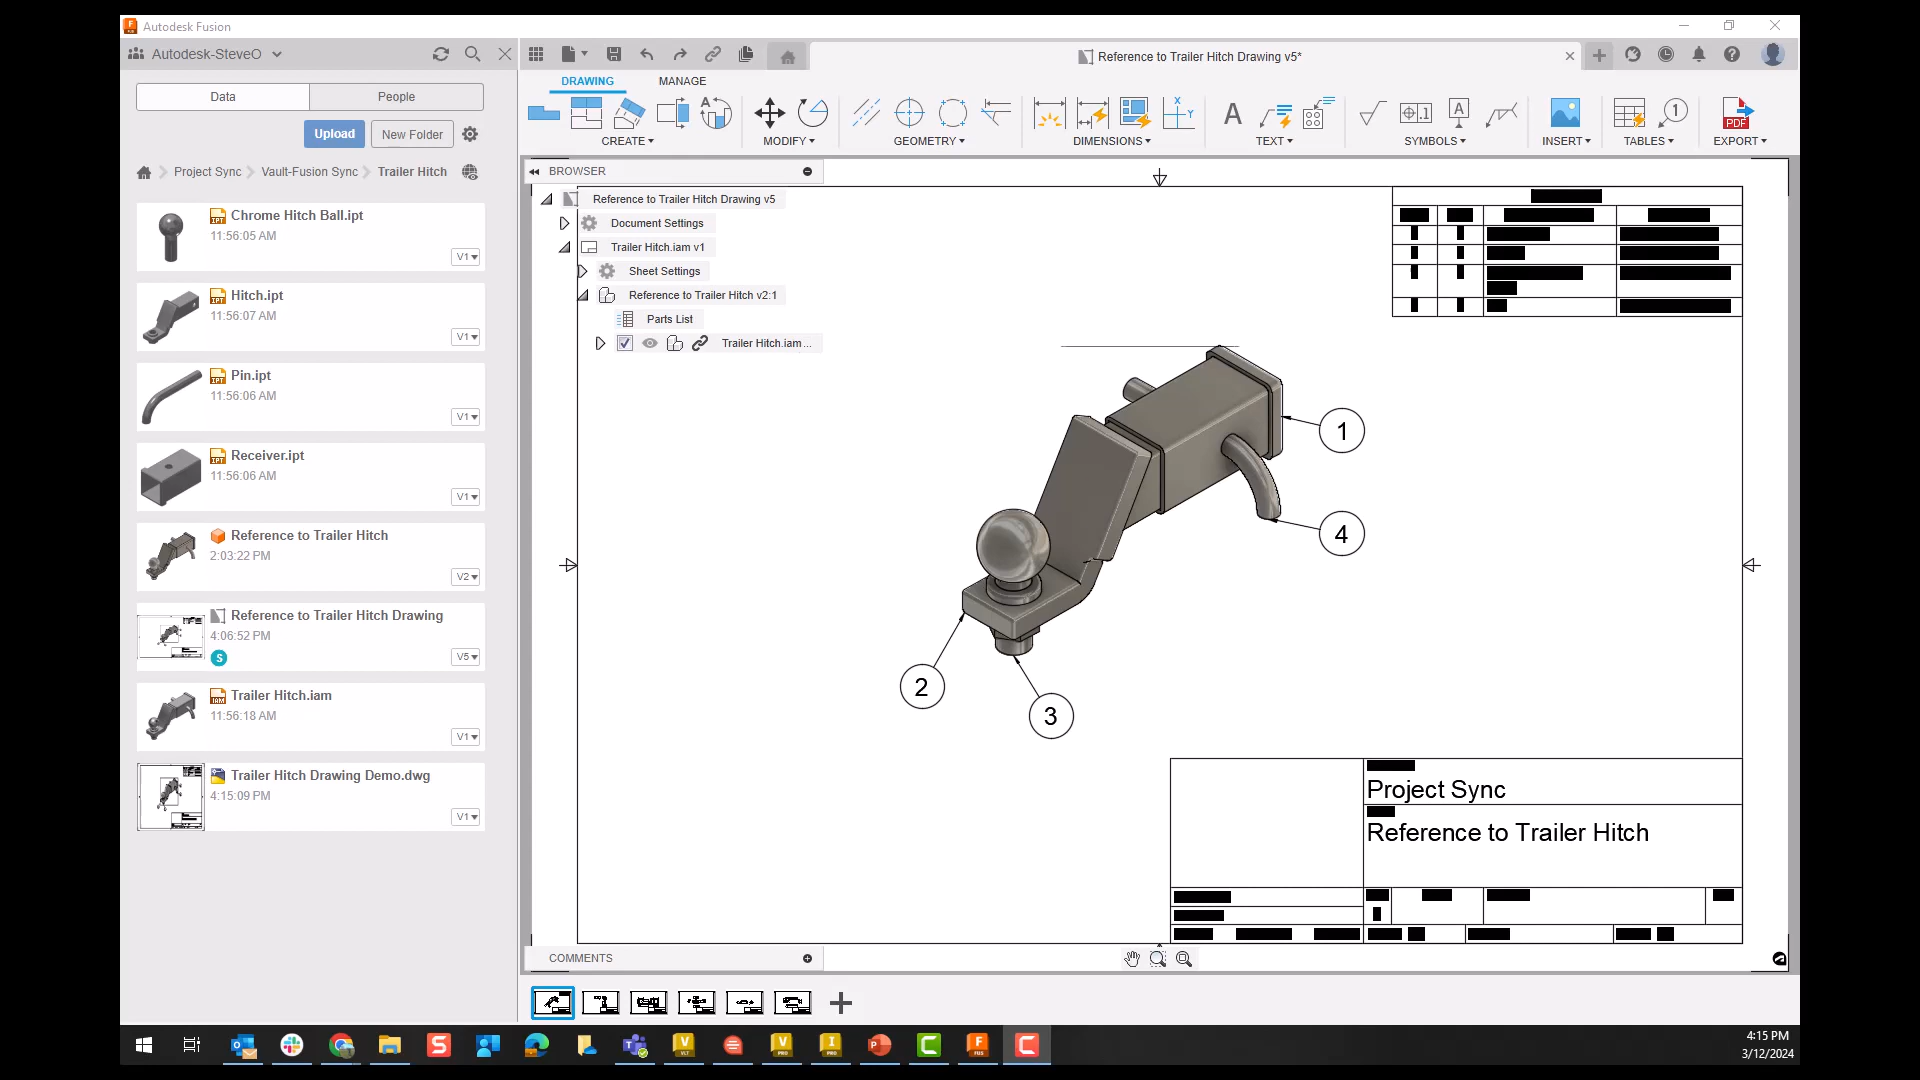 Autodesk Fusion
Autodesk-SteveO
Reference to Trailer Hitch Drawing v5*
Data
People
Upload
New Folder
Project Sync
Vault-Fusion Sync
Trailer Hitch
Chrome Hitch Ball.ipt
11:56:05 AM
V1
Hitch.ipt
11:56:07 AM
V1
Pin.ipt
11:56:06 AM
V1
Receiver.ipt
11:56:06 AM
V1
Reference to Trailer Hitch
2:03:22 PM
V2
Reference to Trailer Hitch Drawing
4:06:52 PM
S
V5
Trailer Hitch.iam
11:56:18 AM
V1
Trailer Hitch Drawing Demo.dwg
4:15:09 PM
V1
DRAWING
MANAGE
CREATE
MODIFY
GEOMETRY
DIMENSIONS
TEXT
SYMBOLS
INSERT
TABLES
PDF
EXPORT
BROWSER
Reference to Trailer Hitch Drawing v5
Document Settings
Trailer Hitch.iam v1
Sheet Settings
Reference to Trailer Hitch v2:1
Parts List
Trailer Hitch.iam ...
1
4
2
3
Project Sync
Reference to Trailer Hitch
COMMENTS
4:15 PM
3/12/2024